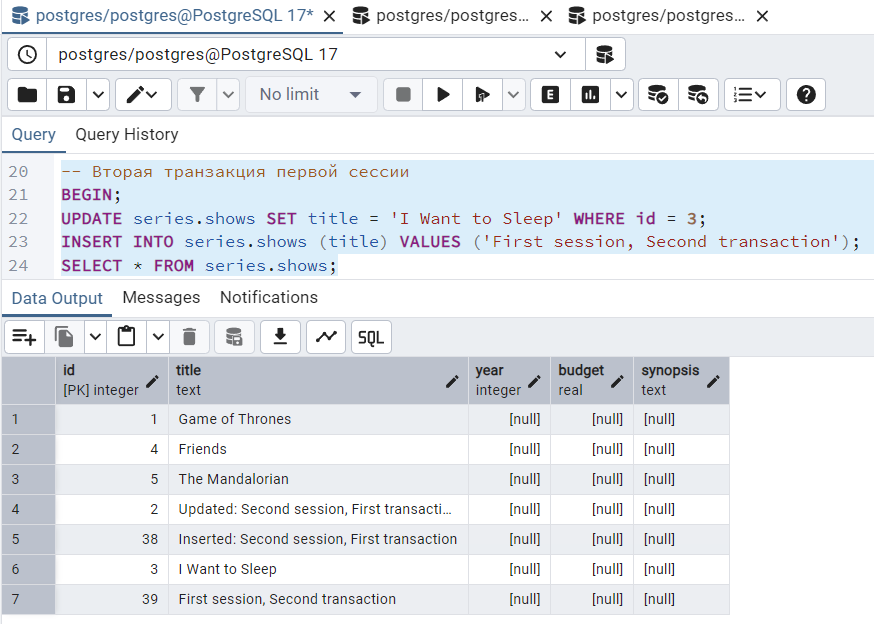 postgres/postgres@PostgreSQL 17* postgres/postgres... postgres/postgres...
postgres/postgres@PostgreSQL 17
No limit
Query Query History
20 -- Вторая транзакция первой сессии
21 BEGIN;
22 UPDATE series.shows SET title = 'I Want to Sleep' WHERE id = 3;
23 INSERT INTO series.shows (title) VALUES ('First session, Second transaction');
24 SELECT * FROM series.shows;
Data Output Messages Notifications
SQL
id title year budget synopsis
[PK] integer text integer real text
1 1 Game of Thrones [null] [null] [null]
2 4 Friends [null] [null] [null]
3 5 The Mandalorian [null] [null] [null]
4 2 Updated: Second session, First transacti... [null] [null] [null]
5 38 Inserted: Second session, First transaction [null] [null] [null]
6 3 I Want to Sleep [null] [null] [null]
7 39 First session, Second transaction [null] [null] [null]